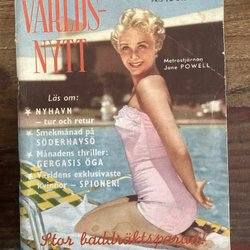 VÄRLDS-
NYTT
Metrostjärnan
Jane POWELL
Läs om:
★ NYHAVN
— tur och retur
★ Smekmånad på
SÖDERHAVSÖ
★ Månadens thriller:
GERGASIS ÖGA
★ Världens exklusivaste
kvinnor — SPIONER!
Stor baddräktsparad!